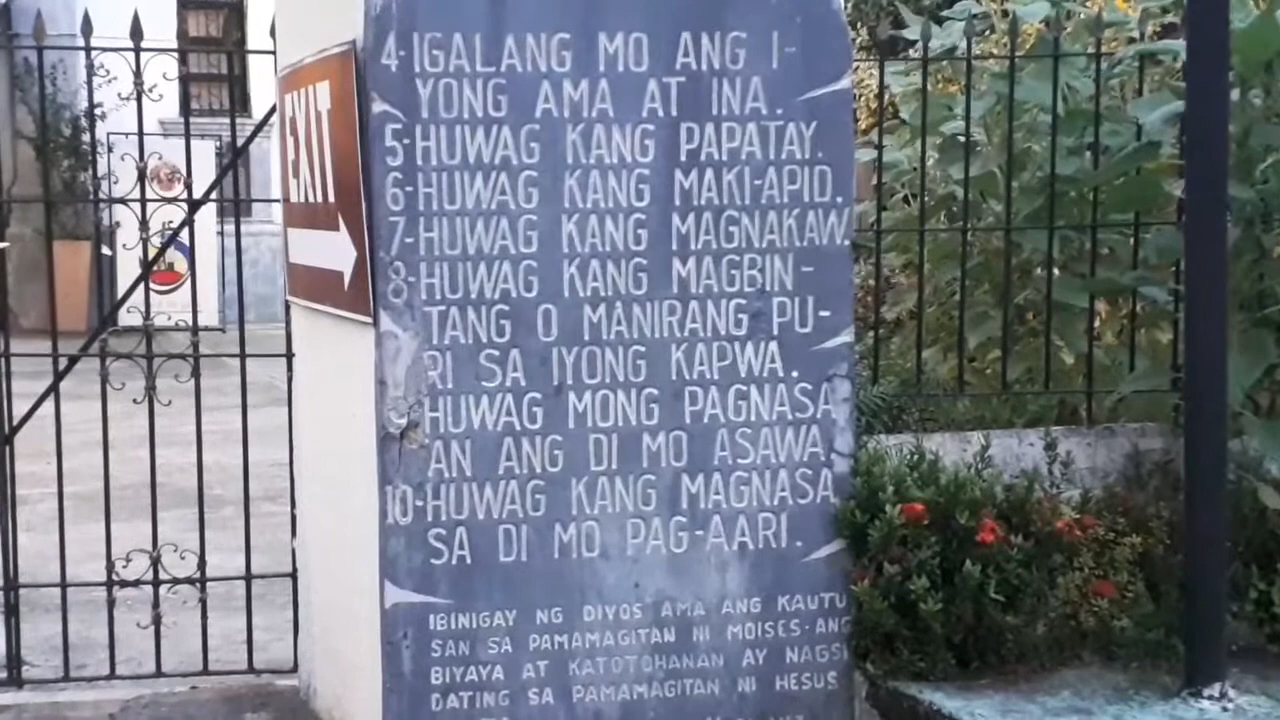 EXIT
4-IGALANG MO ANG I-
YONG AMA AT INA.
5-HUWAG KANG PAPATAY.
6-HUWAG KANG MAKI-APID.
7-HUWAG KANG MAGNAKAW.
8-HUWAG KANG MAGBIN-
TANG O MANIRANG PU-
RI SA IYONG KAPWA.
9-HUWAG MONG PAGNASA
AN ANG DI MO ASAWA.
10-HUWAG KANG MAGNASA
SA DI MO PAG-AARI.
IBINIGAY NG DIYOS AMA ANG KAUTU
SAN SA PAMAMAGITAN NI MOISES-ANG
BIYAYA AT KATOTOHANAN AY NAGSI
DATING SA PAMAMAGITAN NI HESUS